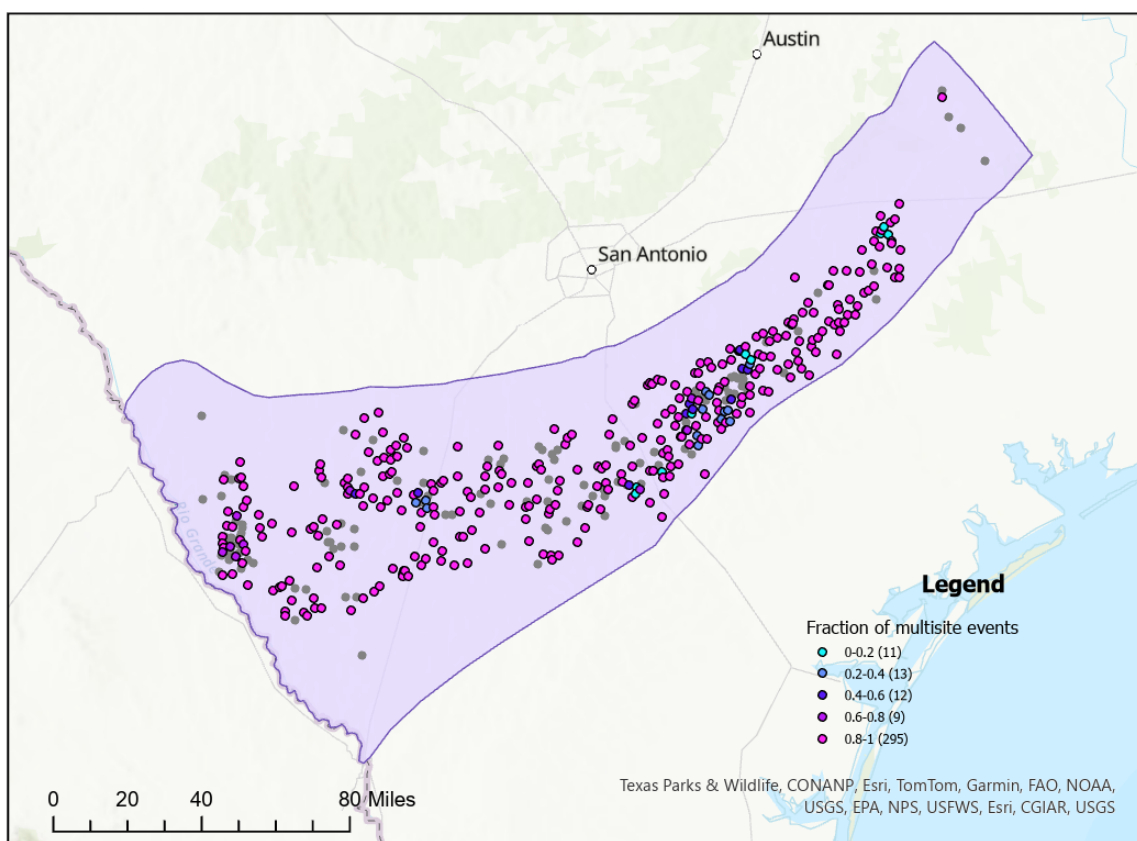 Austin
San Antonio
Rio Grande
Legend
Fraction of multisite events
0-0.2 (11)
0.2-0.4 (13)
0.4-0.6 (12)
0.6-0.8 (9)
0.8-1 (295)
0 20 40 80 Miles
Texas Parks & Wildlife, CONANP, Esri, TomTom, Garmin, FAO, NOAA,
USGS, EPA, NPS, USFWS, Esri, CGIAR, USGS